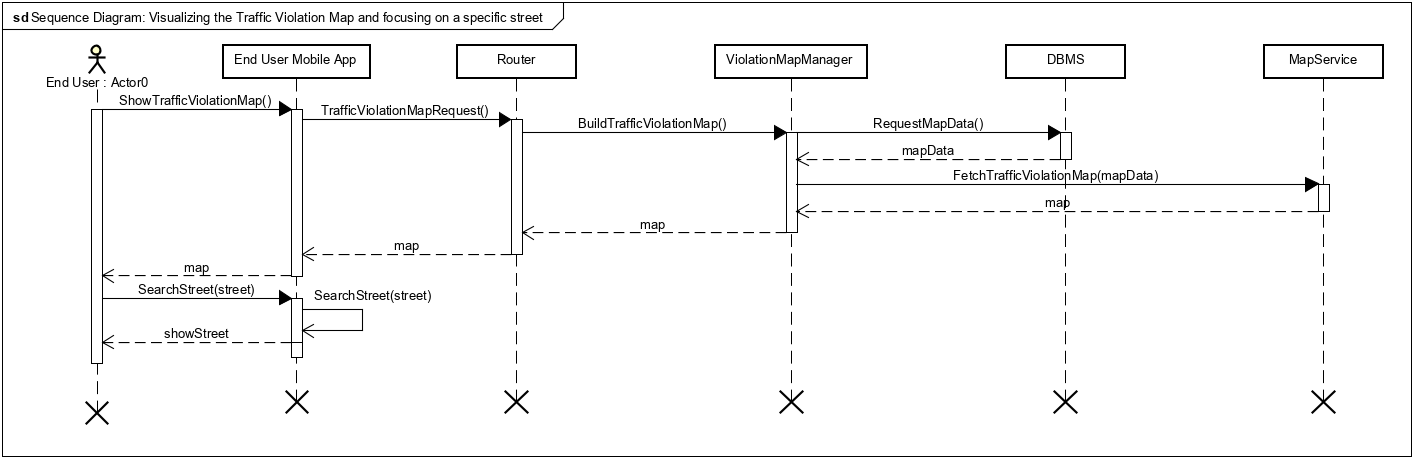 sd Sequence Diagram: Visualizing the Traffic Violation Map and focusing on a specific street
End User : Actor0
End User Mobile App
Router
ViolationMapManager
DBMS
MapService
ShowTrafficViolationMap()
TrafficViolationMapRequest()
BuildTrafficViolationMap()
RequestMapData()
mapData
FetchTrafficViolationMap(mapData)
map
map
map
map
SearchStreet(street)
SearchStreet(street)
showStreet